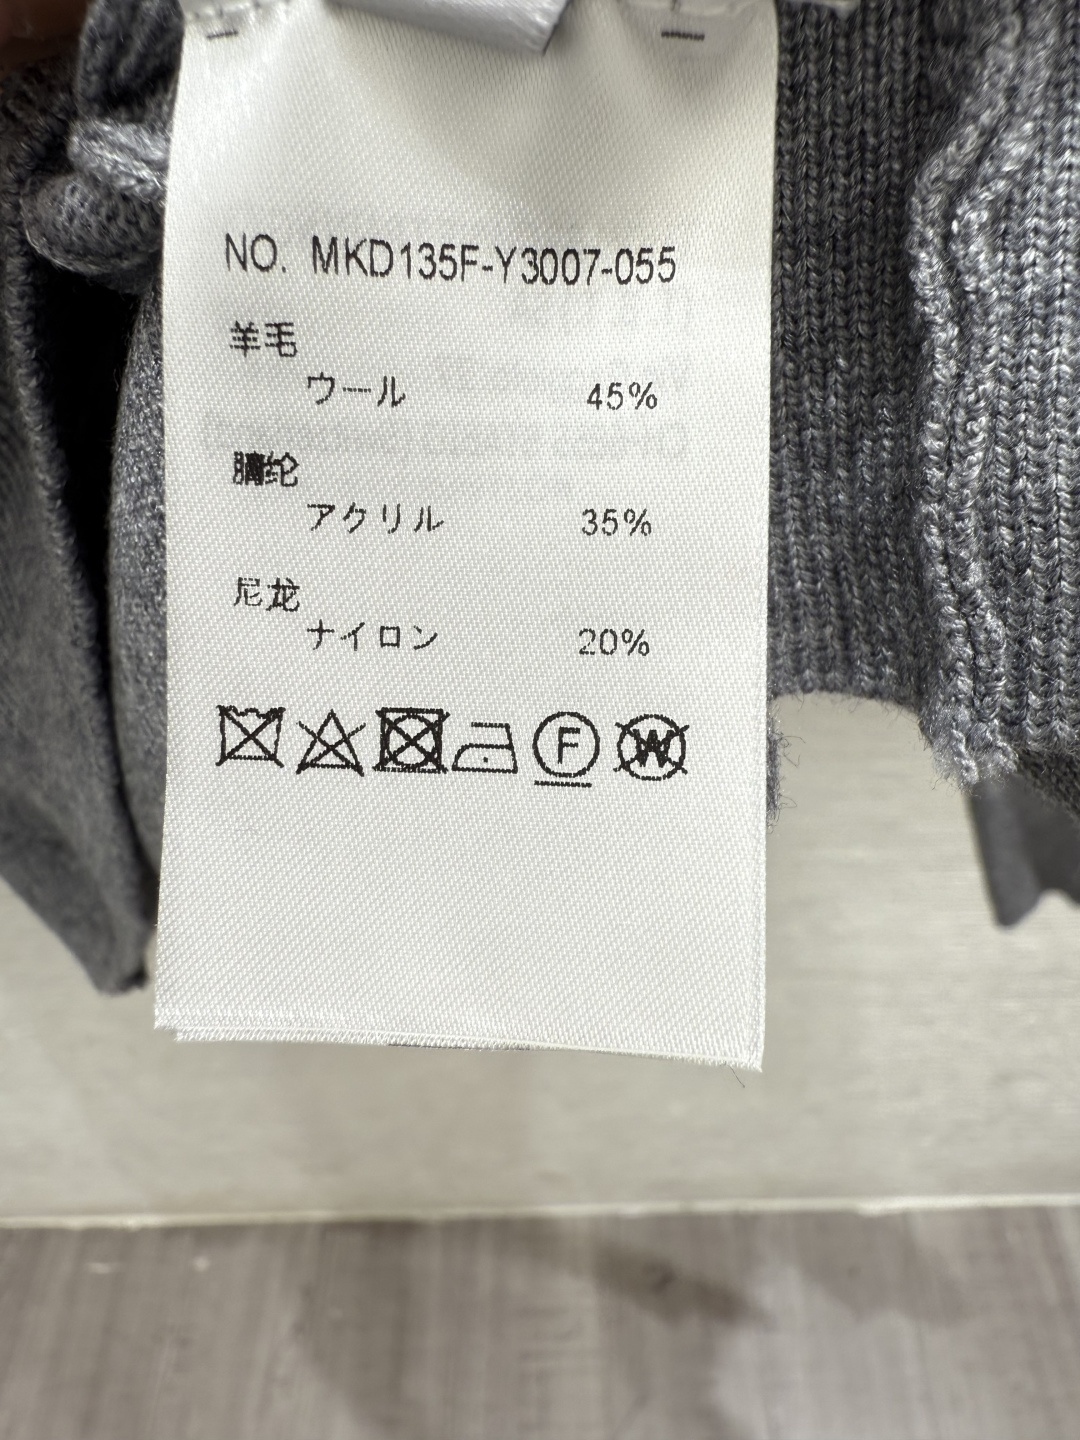 NO. MKD135F-Y3007-055
羊毛
ウール 45%
腈纶
アクリル 35%
尼龙
ナイロン 20%
F W